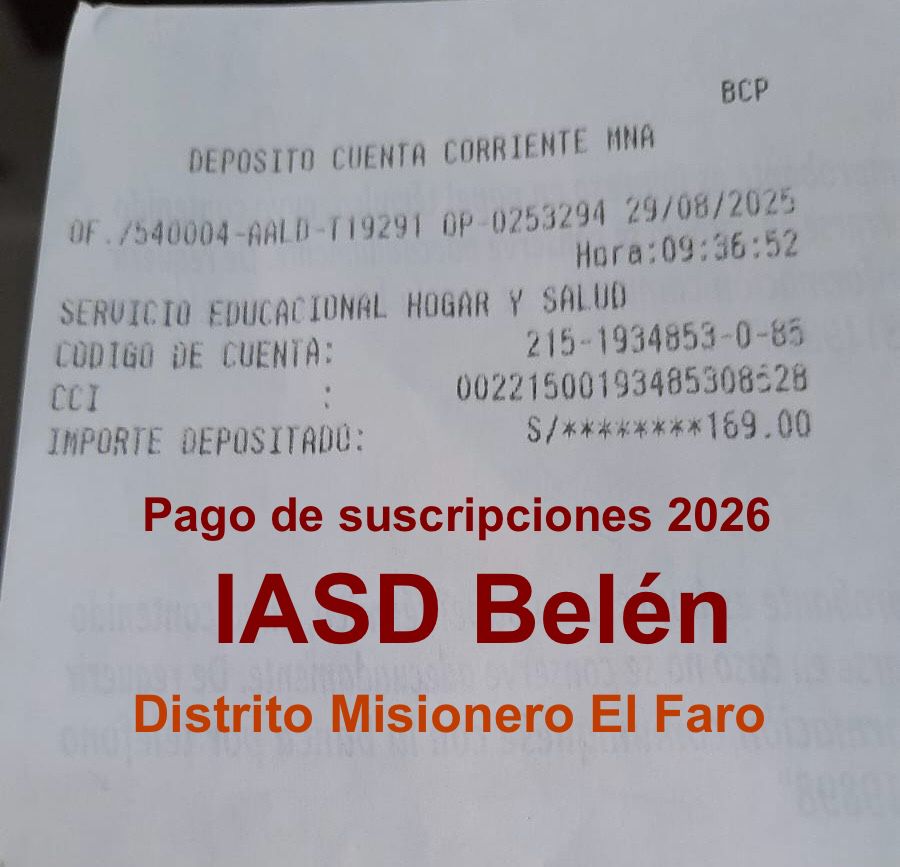 BCP
DEPOSITO CUENTA CORRIENTE MNA
OF./540004-AALD-T19291 OP-0253294 29/08/2025
Hora:09:36:52
SERVICIO EDUCACIONAL HOGAR Y SALUD
CODIGO DE CUENTA: 215-1934853-0-85
CCI : 00221500193485308528
IMPORTE DEPOSITADO: S/********169.00
Pago de suscripciones 2026
IASD Belén
Distrito Misionero El Faro